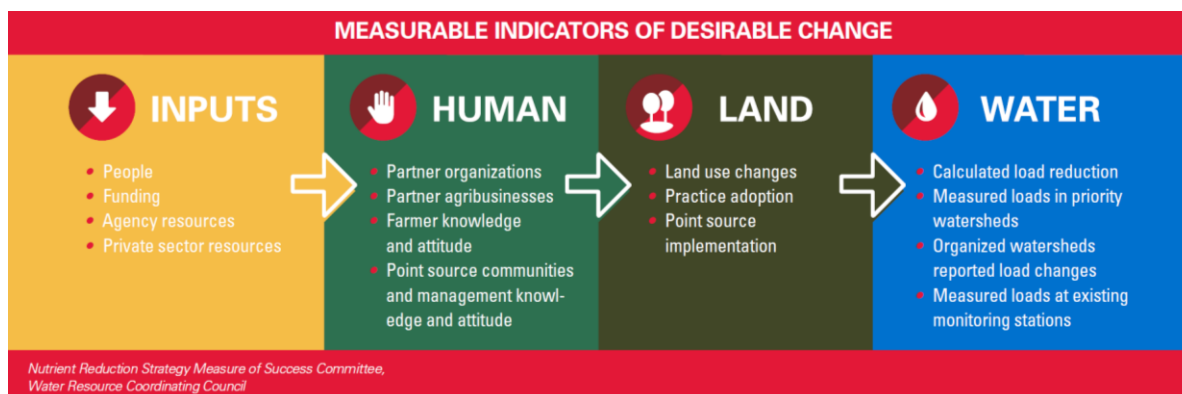 MEASURABLE INDICATORS OF DESIRABLE CHANGE
INPUTS
• People
• Funding
• Agency resources
• Private sector resources
HUMAN
• Partner organizations
• Partner agribusinesses
• Farmer knowledge
and attitude
• Point source communities
and management knowl-
edge and attitude
LAND
• Land use changes
• Practice adoption
• Point source
implementation
WATER
• Calculated load reduction
• Measured loads in priority
watersheds
• Organized watersheds
reported load changes
• Measured loads at existing
monitoring stations
Nutrient Reduction Strategy Measure of Success Committee,
Water Resource Coordinating Council